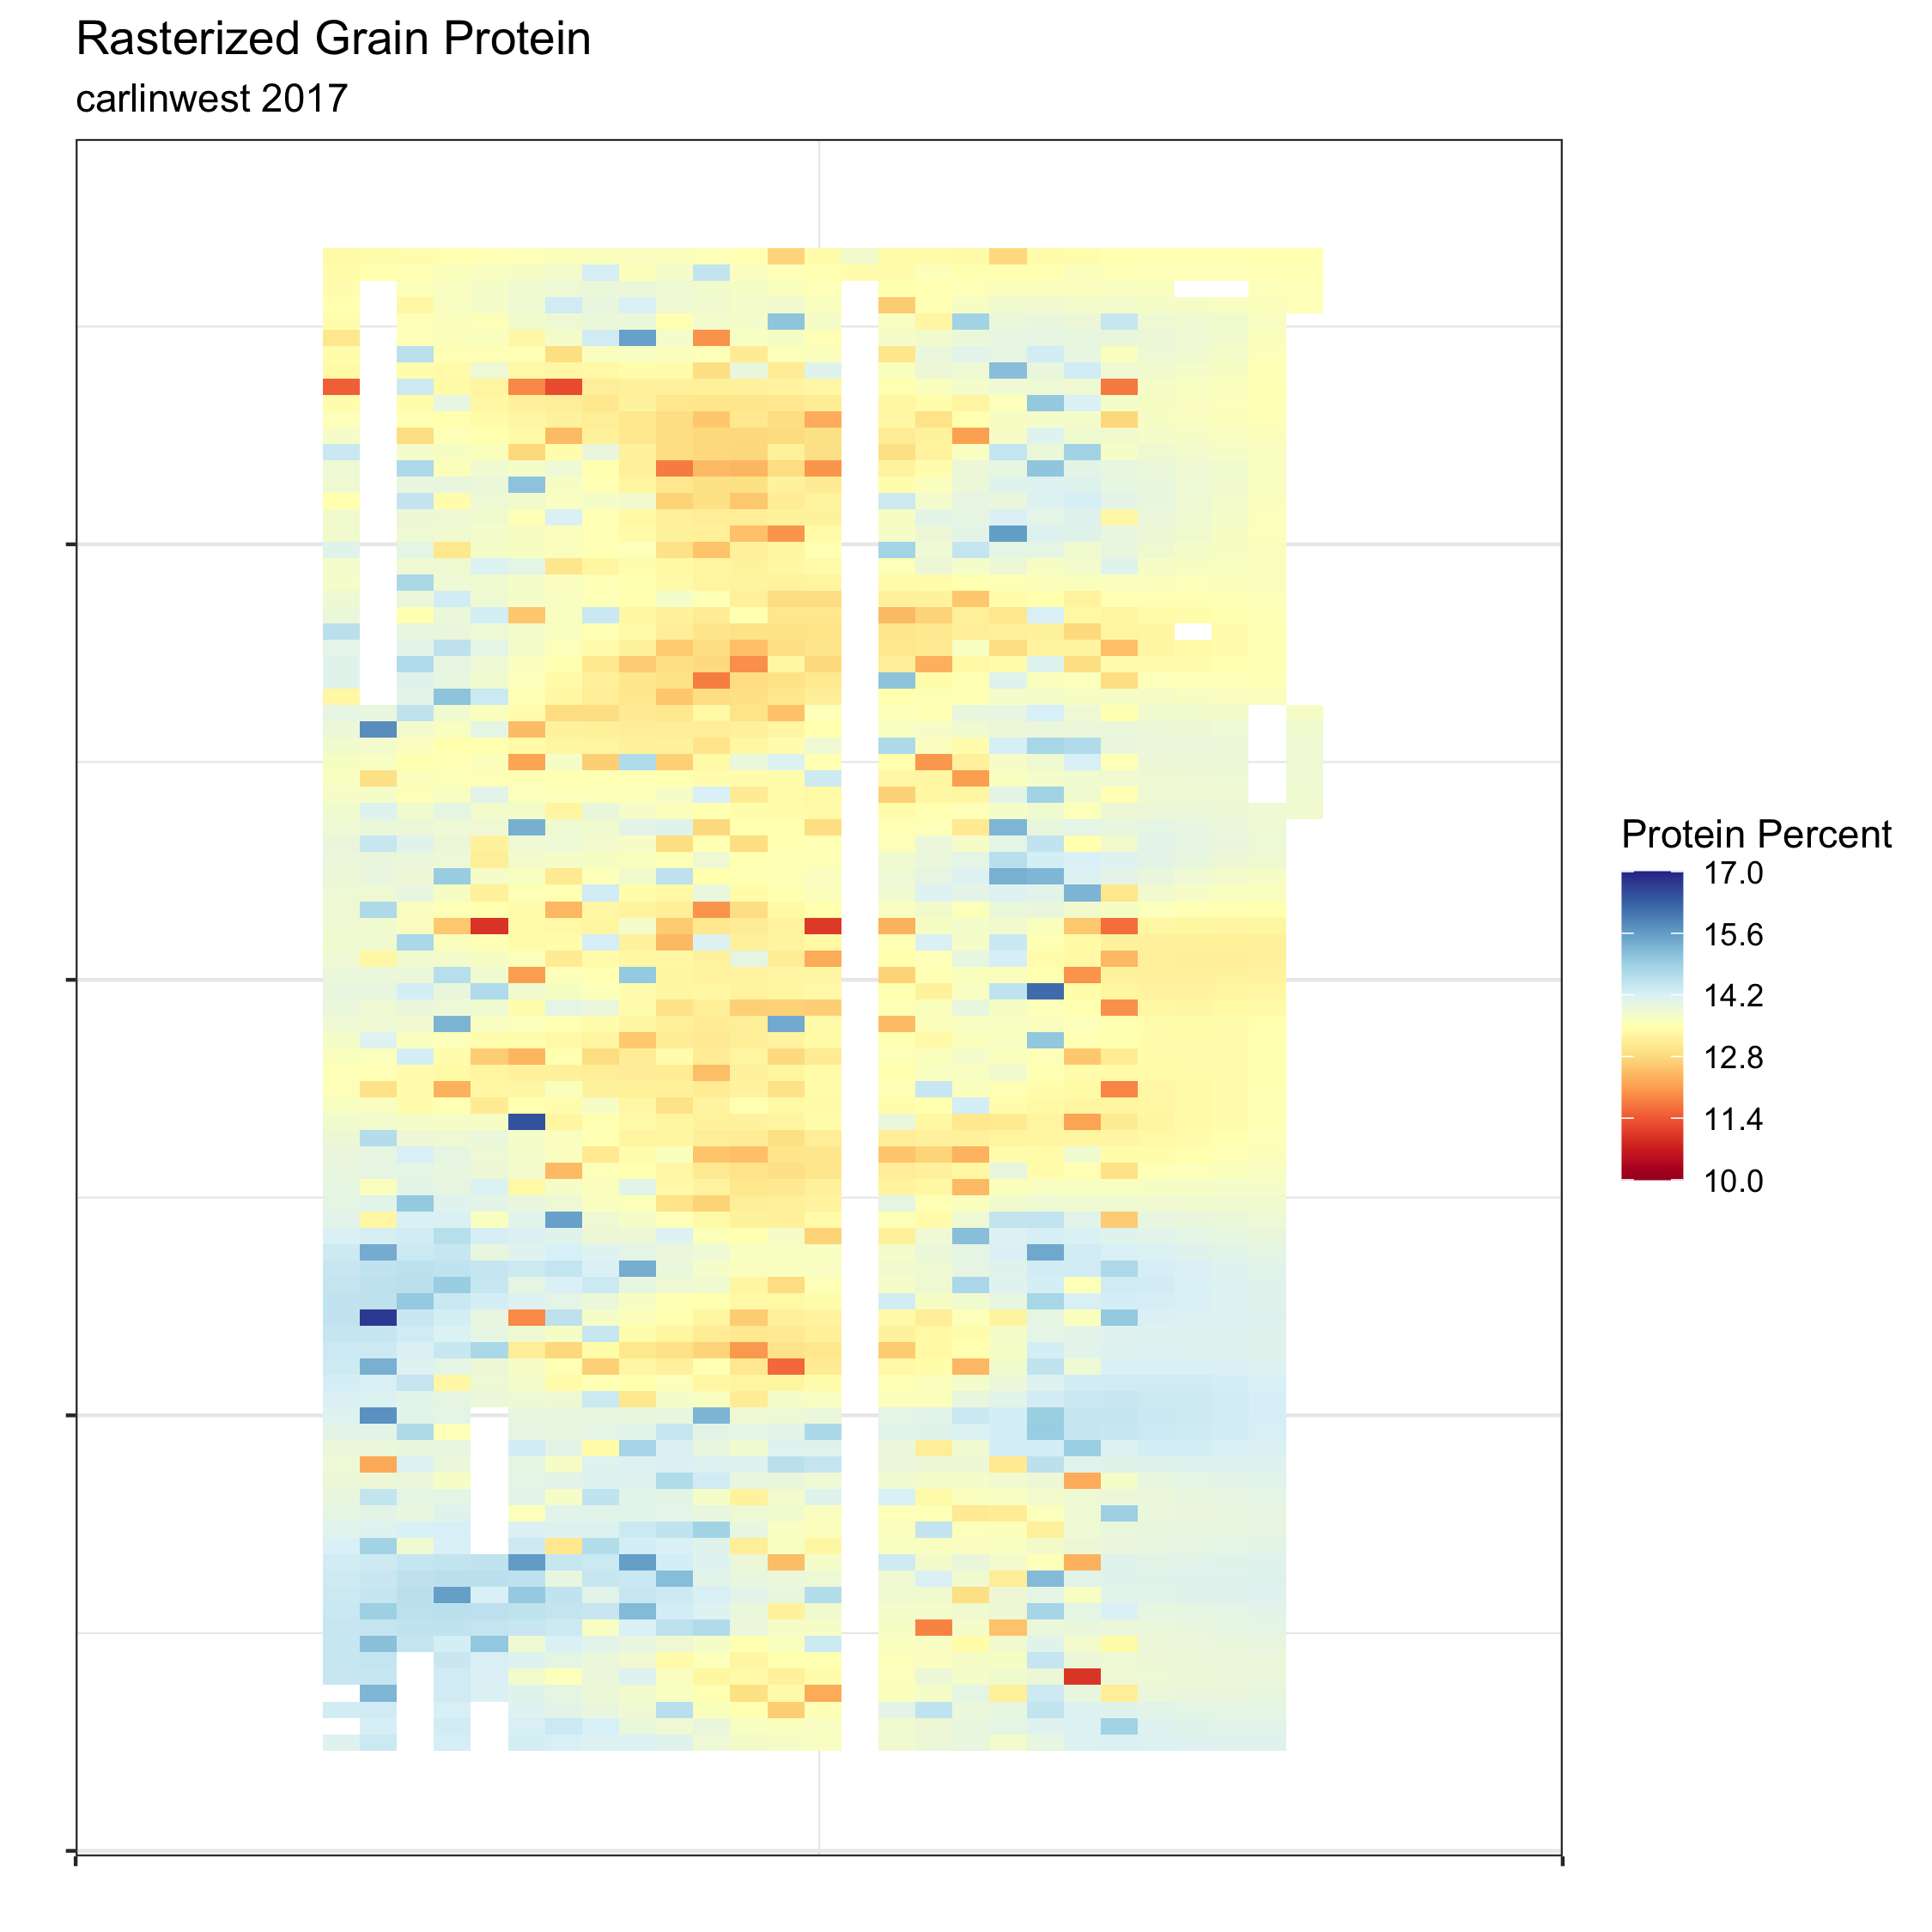 Rasterized Grain Protein
carlinwest 2017
Protein Percent
17.0
15.6
14.2
12.8
11.4
10.0